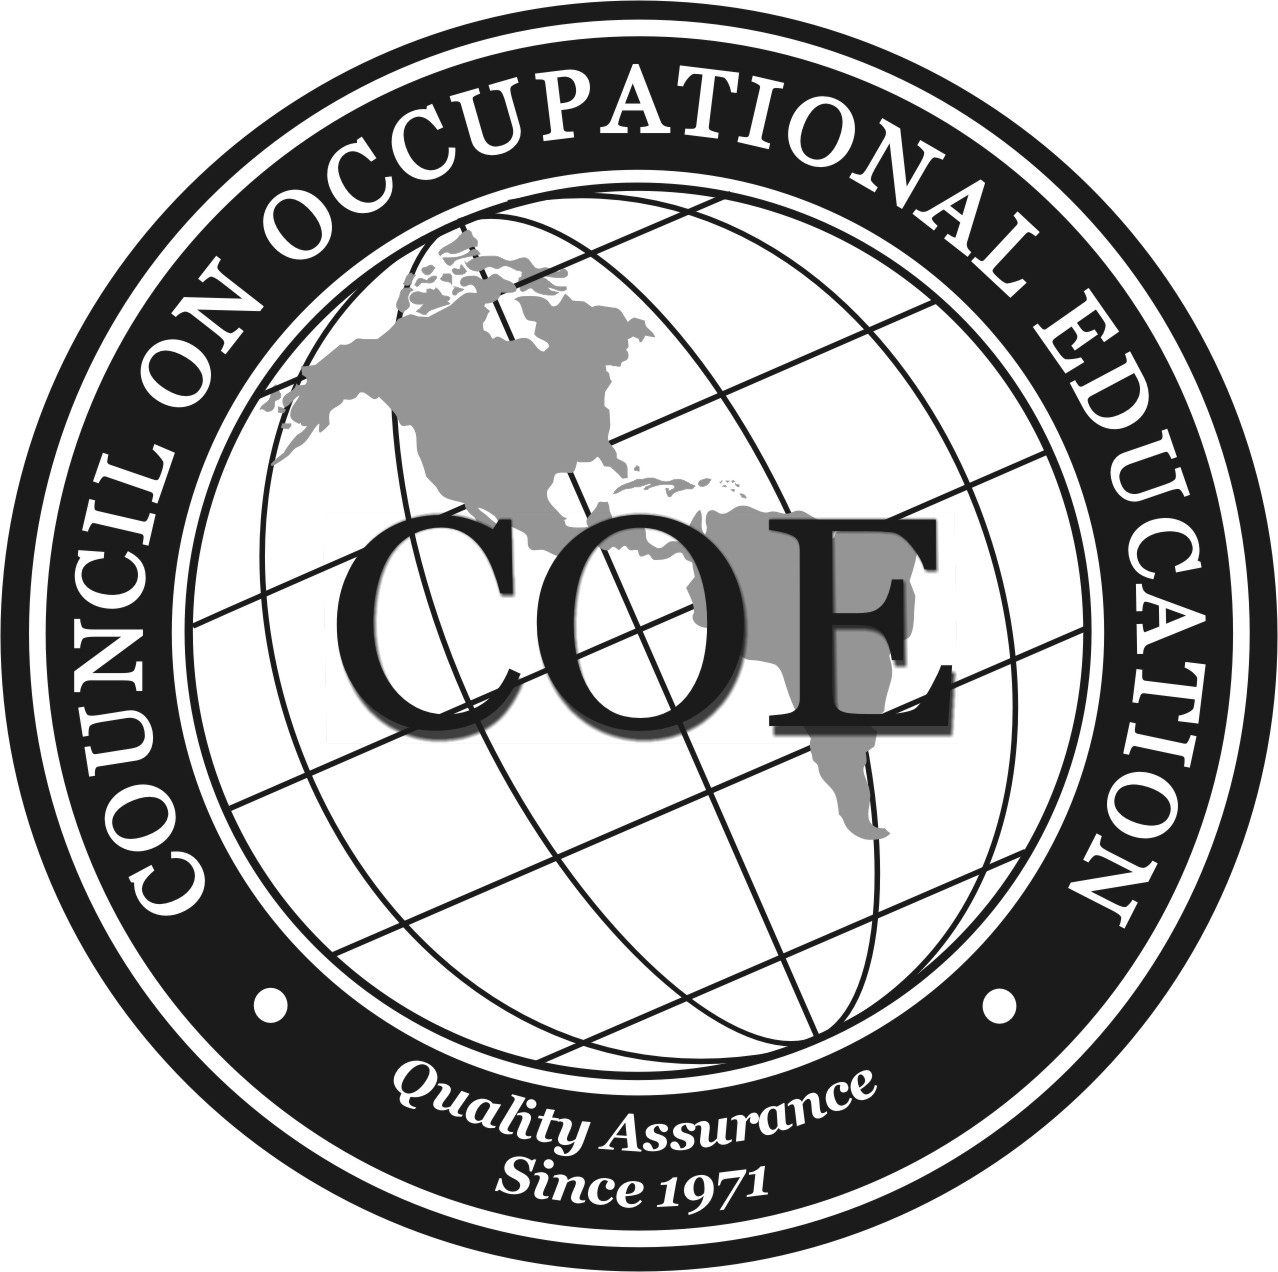 COUNCIL ON OCCUPATIONAL EDUCATION
COE
Quality Assurance
Since 1971